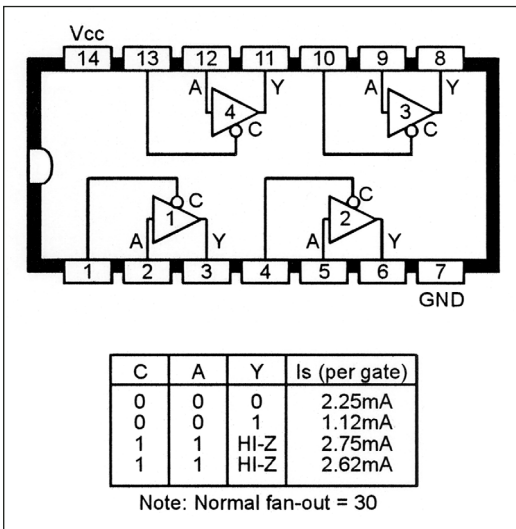 Vcc
14 13 12 11 10 9 8
A Y A Y
4 C 3 C
C C
1 2
A Y A Y
1 2 3 4 5 6 7
GND
C A Y Is (per gate)
0 0 0 2.25mA
0 0 1 1.12mA
1 1 HI-Z 2.75mA
1 1 HI-Z 2.62mA
Note: Normal fan-out = 30